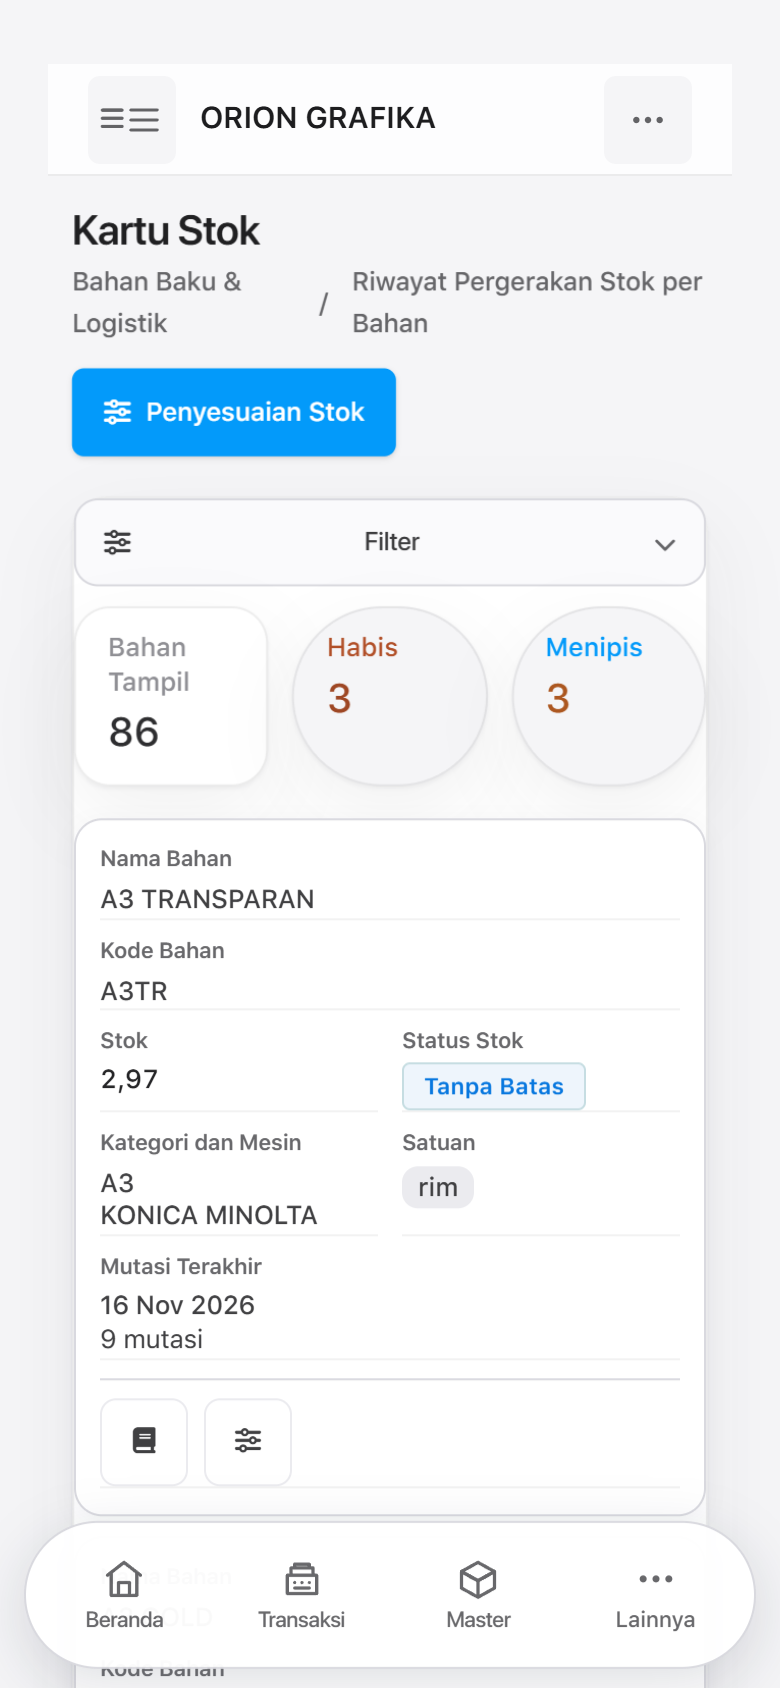 ORION GRAFIKA
Kartu Stok
Bahan Baku &
Logistik
/
Riwayat Pergerakan Stok per
Bahan
Penyesuaian Stok
Filter
Bahan
Tampil
86
Habis
3
Menipis
3
Nama Bahan
A3 TRANSPARAN
Kode Bahan
A3TR
Stok
2,97
Status Stok
Tanpa Batas
Kategori dan Mesin
A3
KONICA MINOLTA
Satuan
rim
Mutasi Terakhir
16 Nov 2026
9 mutasi
Beranda
Transaksi
Master
Lainnya
Kode Bahan